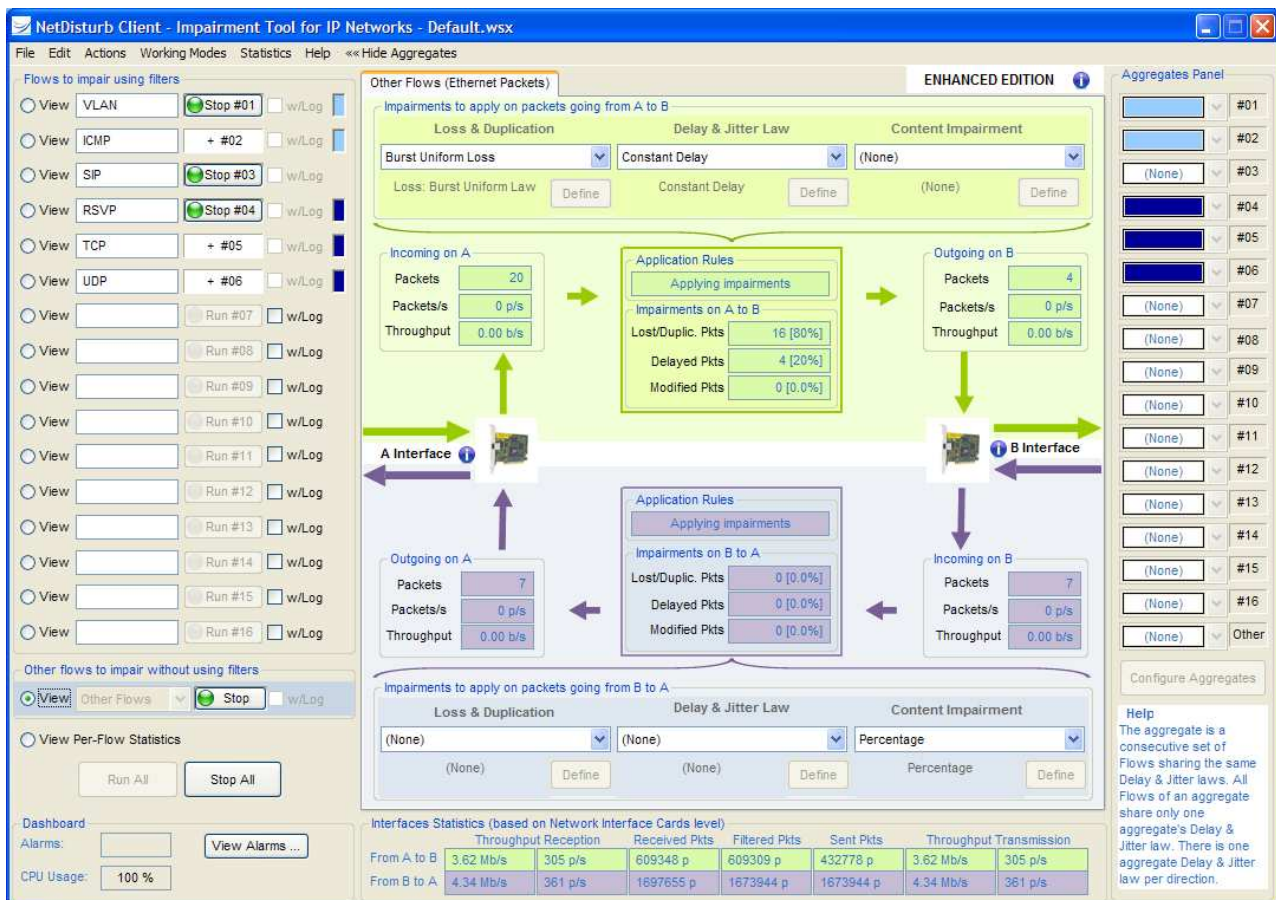 NetDisturb Client - Impairment Tool for IP Networks - Default.wsx
File Edit Actions Working Modes Statistics Help «« Hide Aggregates
Flows to impair using filters
View VLAN Stop #01 w/Log
View ICMP + #02 w/Log
View SIP Stop #03 w/Log
View RSVP Stop #04 w/Log
View TCP + #05 w/Log
View UDP + #06 w/Log
View Run #07 w/Log
View Run #08 w/Log
View Run #09 w/Log
View Run #10 w/Log
View Run #11 w/Log
View Run #12 w/Log
View Run #13 w/Log
View Run #14 w/Log
View Run #15 w/Log
View Run #16 w/Log
Other flows to impair without using filters
View Other Flows Stop w/Log
View Per-Flow Statistics
Run All Stop All
Dashboard
Alarms: View Alarms ...
CPU Usage: 100 %
Other Flows (Ethernet Packets) ENHANCED EDITION
Impairments to apply on packets going from A to B
Loss & Duplication Delay & Jitter Law Content Impairment
Burst Uniform Loss Constant Delay (None)
Loss: Burst Uniform Law Define Constant Delay Define (None) Define
Incoming on A
Packets 20
Packets/s 0 p/s
Throughput 0.00 b/s
Application Rules
Applying impairments
Impairments on A to B
Lost/Duplic. Pkts 16 [80%]
Delayed Pkts 4 [20%]
Modified Pkts 0 [0.0%]
Outgoing on B
Packets 4
Packets/s 0 p/s
Throughput 0.00 b/s
A Interface B Interface
Outgoing on A
Packets 7
Packets/s 0 p/s
Throughput 0.00 b/s
Application Rules
Applying impairments
Impairments on B to A
Lost/Duplic. Pkts 0 [0.0%]
Delayed Pkts 0 [0.0%]
Modified Pkts 0 [0.0%]
Incoming on B
Packets 7
Packets/s 0 p/s
Throughput 0.00 b/s
Impairments to apply on packets going from B to A
Loss & Duplication Delay & Jitter Law Content Impairment
(None) (None) Percentage
(None) Define (None) Define Percentage Define
Interfaces Statistics (based on Network Interface Cards level)
Throughput Reception Received Pkts Filtered Pkts Sent Pkts Throughput Transmission
From A to B 3.62 Mb/s 305 p/s 609348 p 609309 p 432778 p 3.62 Mb/s 305 p/s
From B to A 4.34 Mb/s 361 p/s 1697655 p 1673944 p 1673944 p 4.34 Mb/s 361 p/s
Aggregates Panel
#01
#02
(None) #03
#04
#05
#06
(None) #07
(None) #08
(None) #09
(None) #10
(None) #11
(None) #12
(None) #13
(None) #14
(None) #15
(None) #16
(None) Other
Configure Aggregates
Help
The aggregate is a
consecutive set of
Flows sharing the same
Delay & Jitter laws. All
Flows of an aggregate
share only one
aggregate's Delay &
Jitter law. There is one
aggregate Delay & Jitter
law per direction.